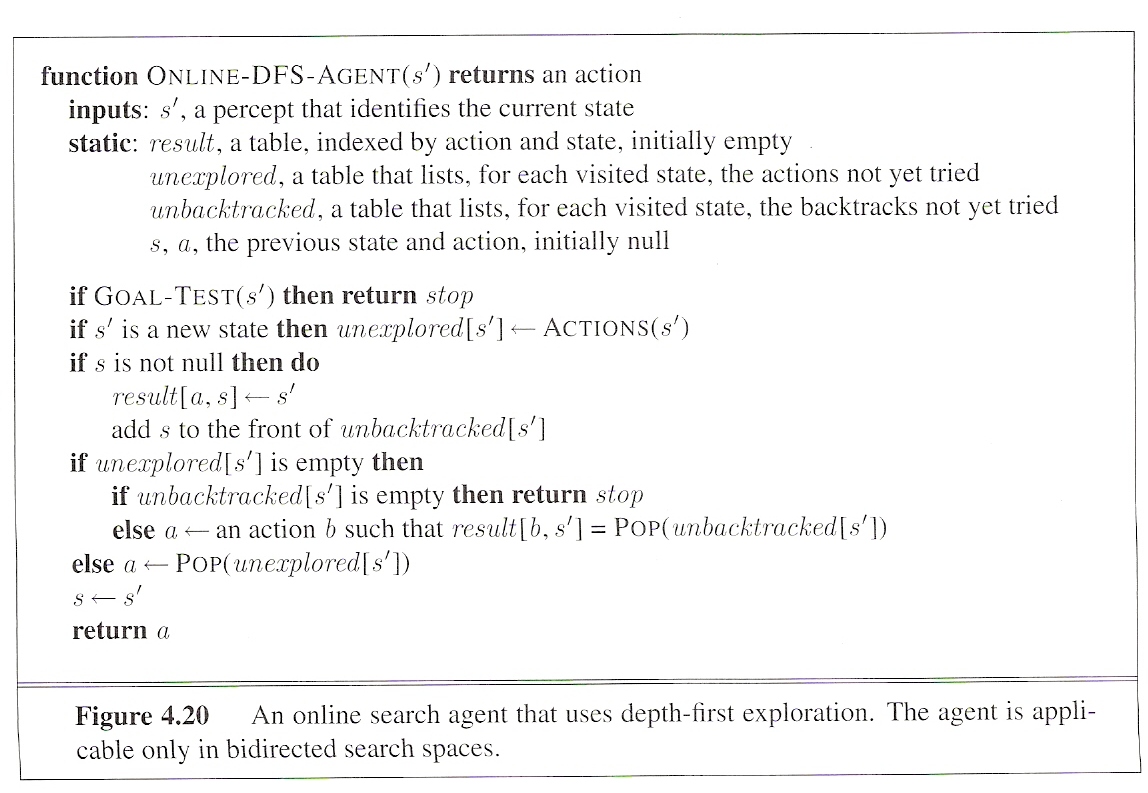 function ONLINE-DFS-AGENT(s′) returns an action
inputs: s′, a percept that identifies the current state
static: result, a table, indexed by action and state, initially empty
unexplored, a table that lists, for each visited state, the actions not yet tried
unbacktracked, a table that lists, for each visited state, the backtracks not yet tried
s, a, the previous state and action, initially null
if GOAL-TEST(s′) then return stop
if s′ is a new state then unexplored[s′] ← ACTIONS(s′)
if s is not null then do
result[a, s] ← s′
add s to the front of unbacktracked[s′]
if unexplored[s′] is empty then
if unbacktracked[s′] is empty then return stop
else a ← an action b such that result[b, s′] = POP(unbacktracked[s′])
else a ← POP(unexplored[s′])
s ← s′
return a
Figure 4.20 An online search agent that uses depth-first exploration. The agent is appli-
cable only in bidirected search spaces.